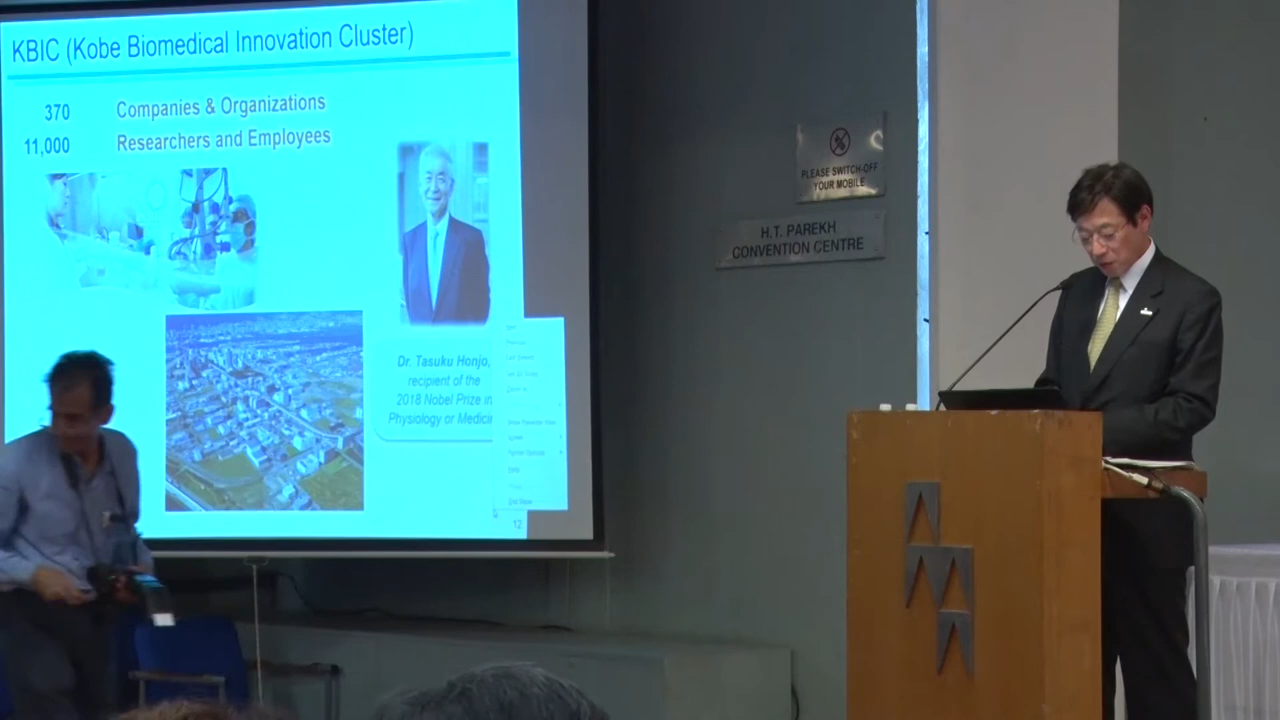 KBIC (Kobe Biomedical Innovation Cluster)
370 Companies & Organizations
11,000 Researchers and Employees
Dr. Tasuku Honjo,
recipient of the
2018 Nobel Prize in
Physiology or Medicin
12
PLEASE SWITCH-OFF
YOUR MOBILE
H.T. PAREKH
CONVENTION CENTRE